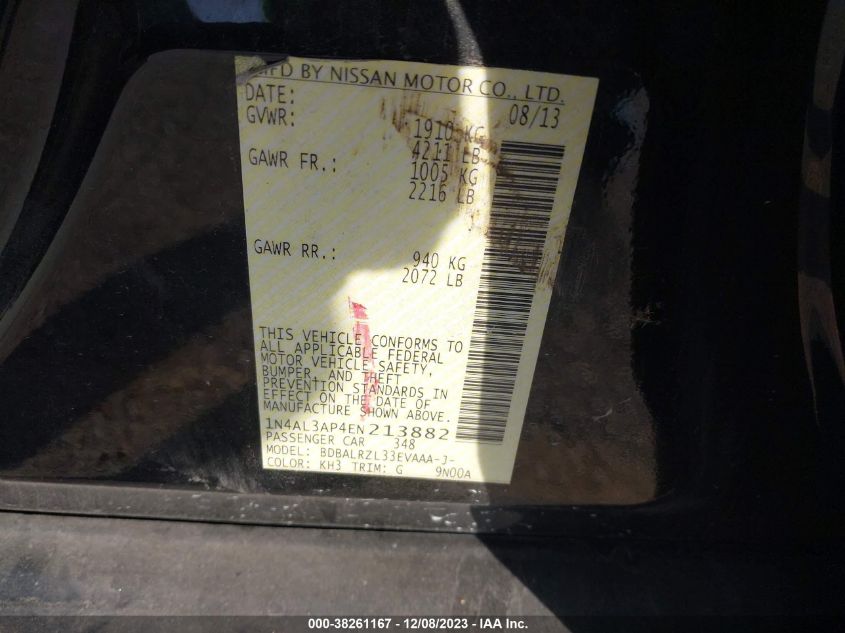 MFD BY NISSAN MOTOR CO., LTD.
DATE: 08/13
GVWR: 1910 KG
4211 LB
GAWR FR.: 1005 KG
2216 LB
GAWR RR.: 940 KG
2072 LB
THIS VEHICLE CONFORMS TO
ALL APPLICABLE FEDERAL
MOTOR VEHICLE SAFETY,
BUMPER, AND THEFT
PREVENTION STANDARDS IN
EFFECT ON THE DATE OF
MANUFACTURE SHOWN ABOVE.
1N4AL3AP4EN213882
PASSENGER CAR 348
MODEL: BDBALRZL33EVAAA-J-
COLOR: KH3 TRIM: G 9N00A
000-38261167 - 12/08/2023 - IAA Inc.